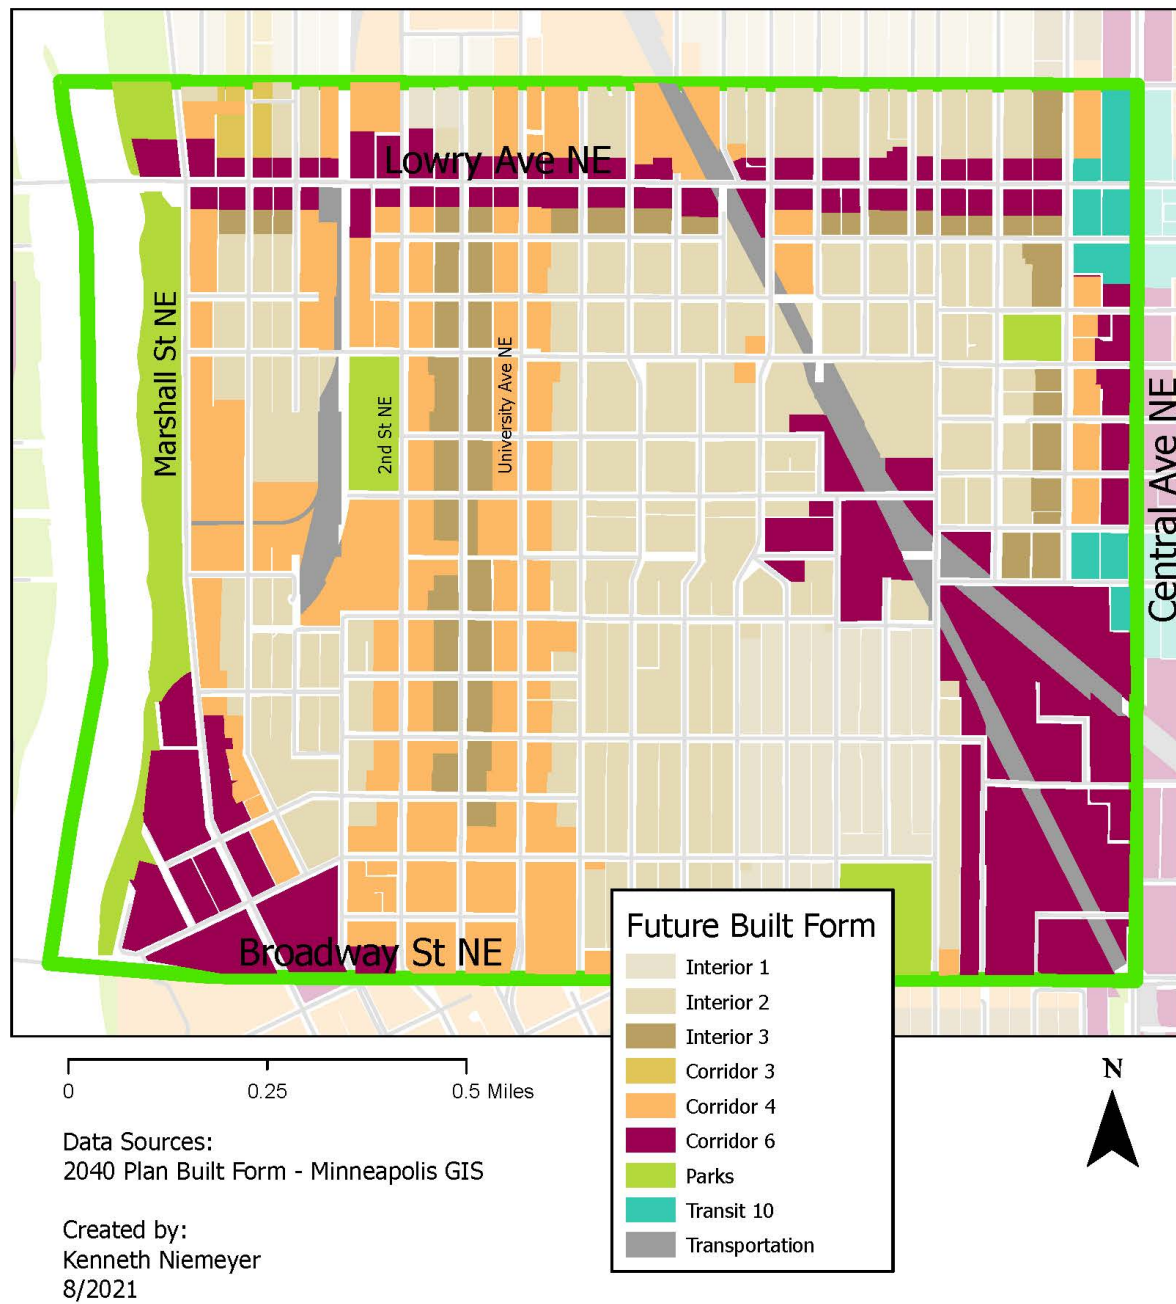 Lowry Ave NE
Marshall St NE
2nd St NE
University Ave NE
Central Ave NE
Broadway St NE
Future Built Form
Interior 1
Interior 2
Interior 3
Corridor 3
Corridor 4
Corridor 6
Parks
Transit 10
Transportation
0 0.25 0.5 Miles
N
Data Sources:
2040 Plan Built Form - Minneapolis GIS
Created by:
Kenneth Niemeyer
8/2021